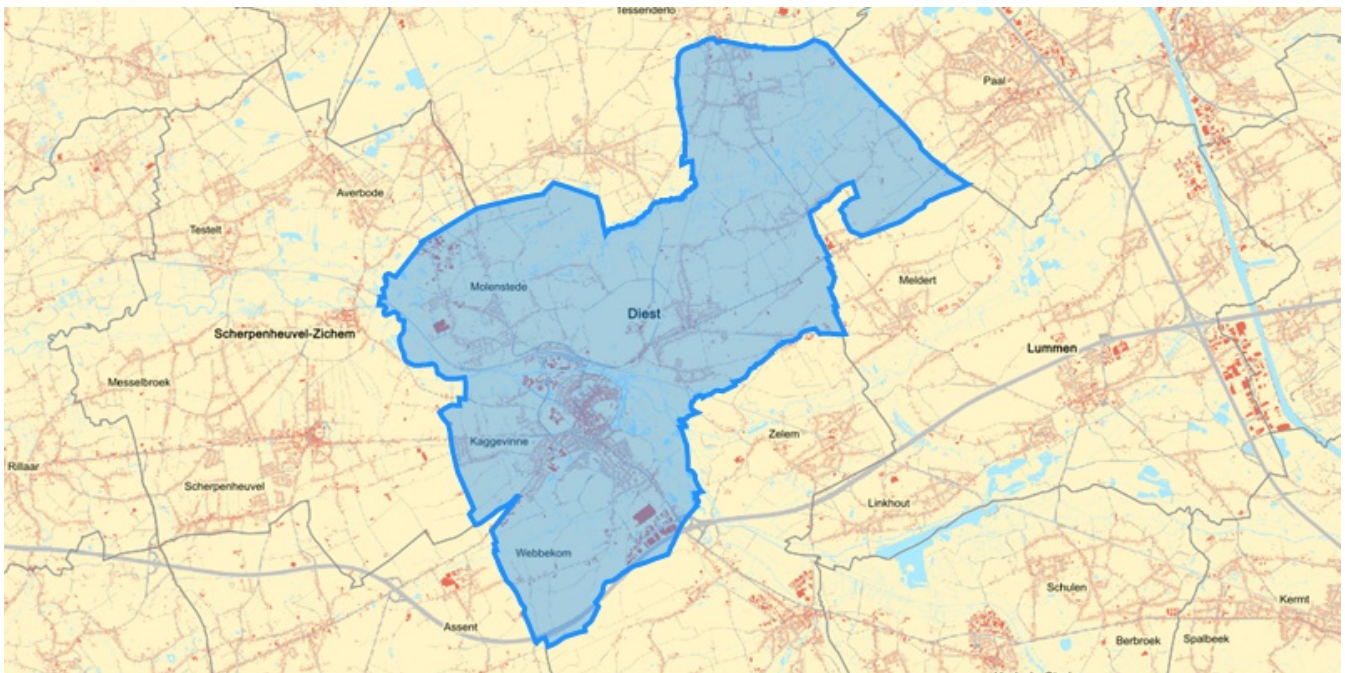 Tessenderlo
Paal
Averbode
Testelt
Meldert
Molenstede
Diest
Scherpenheuvel-Zichem
Lummen
Messelbroek
Zelem
Kaggevinne
Rillaar
Scherpenheuvel
Linkhout
Webbekom
Schulen
Kermt
Assent
Berbroek
Spalbeek